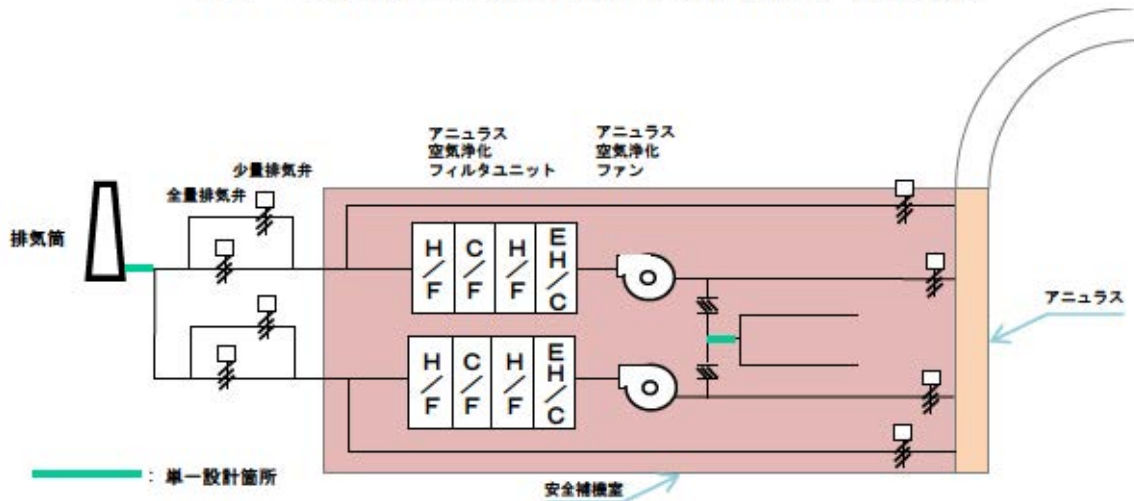 アニュラス
空気浄化
フィルタユニット
アニュラス
空気浄化
ファン
少量排気弁
全量排気弁
排気筒
H/F
C/F
H/F
EH/C
アニュラス
H/F
C/F
H/F
EH/C
: 単一設計箇所
安全補機室